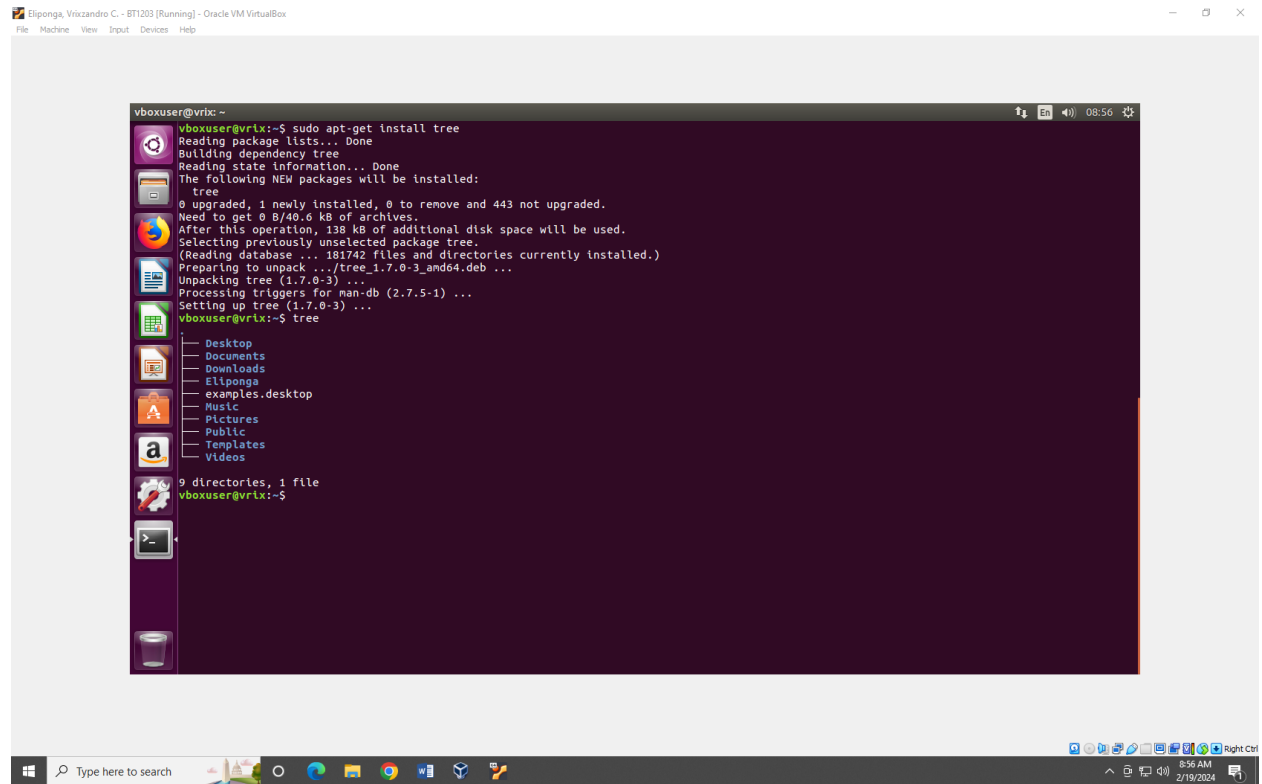 Eliponga, Vrixzandro C. - BT1203 [Running] - Oracle VM VirtualBox
File Machine View Input Devices Help
vboxuser@vrix: ~
En 08:56
vboxuser@vrix:~$ sudo apt-get install tree
Reading package lists... Done
Building dependency tree
Reading state information... Done
The following NEW packages will be installed:
tree
0 upgraded, 1 newly installed, 0 to remove and 443 not upgraded.
Need to get 0 B/40.6 kB of archives.
After this operation, 138 kB of additional disk space will be used.
Selecting previously unselected package tree.
(Reading database ... 181742 files and directories currently installed.)
Preparing to unpack .../tree_1.7.0-3_amd64.deb ...
Unpacking tree (1.7.0-3) ...
Processing triggers for man-db (2.7.5-1) ...
Setting up tree (1.7.0-3) ...
vboxuser@vrix:~$ tree
.
├── Desktop
├── Documents
├── Downloads
├── Eliponga
├── examples.desktop
├── Music
├── Pictures
├── Public
├── Templates
└── Videos
9 directories, 1 file
vboxuser@vrix:~$
Right Ctrl
Type here to search
8:56 AM
2/19/2024